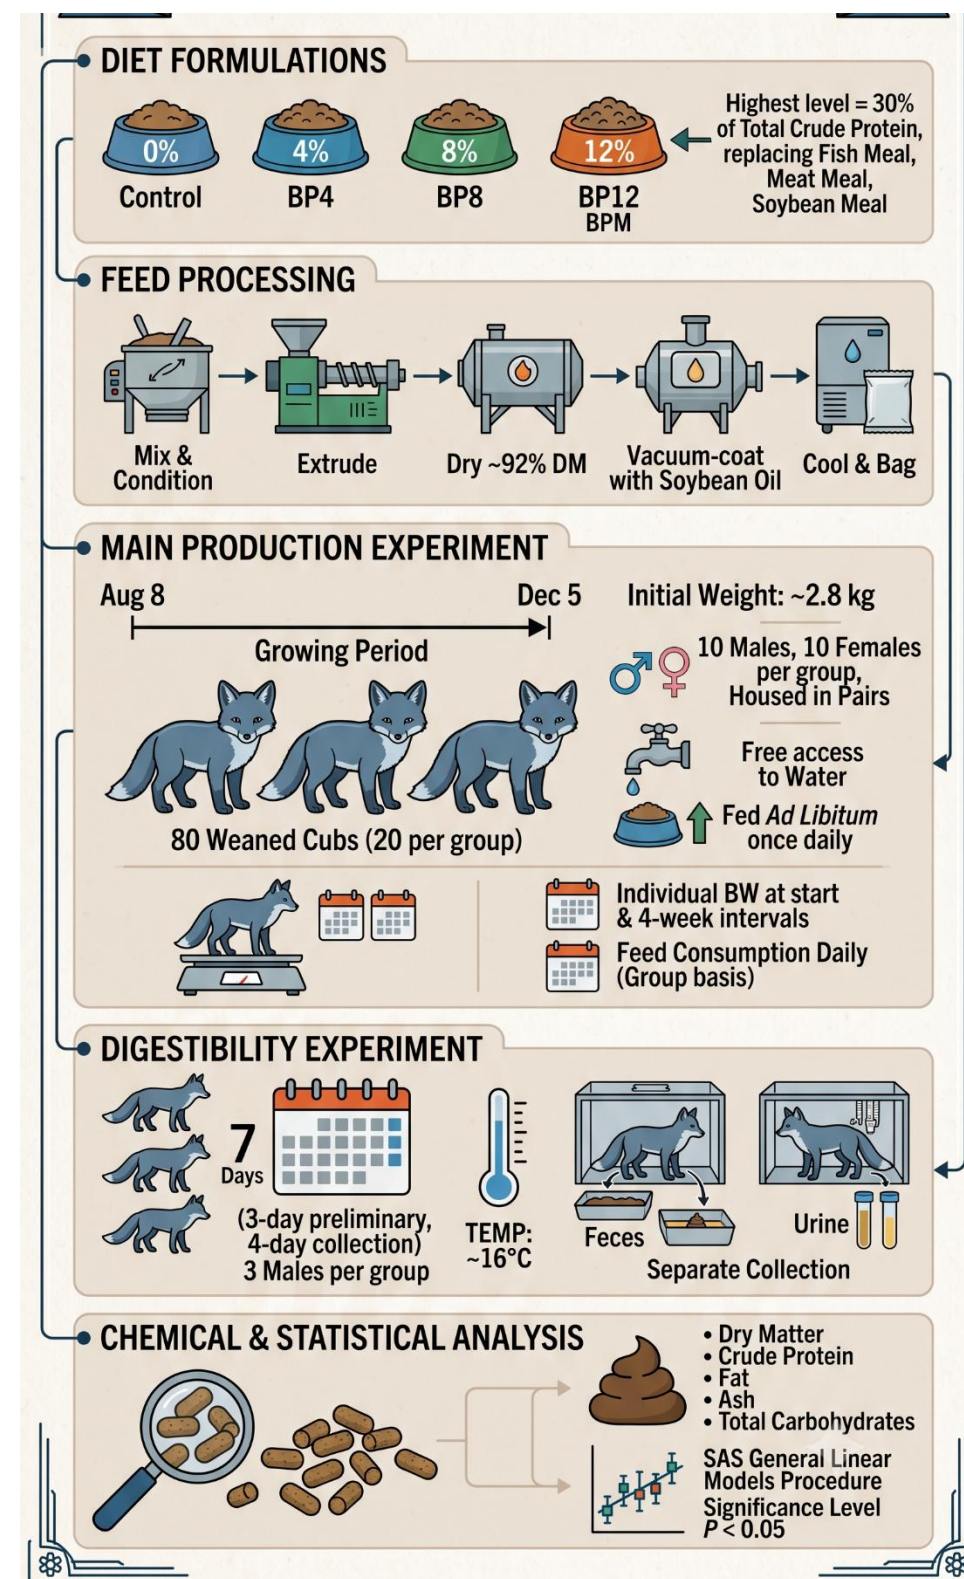 DIET FORMULATIONS
0%
4%
8%
12%
Control
BP4
BP8
BP12
BPM
Highest level = 30%
of Total Crude Protein,
replacing Fish Meal,
Meat Meal,
Soybean Meal
FEED PROCESSING
Mix &
Condition
Extrude
Dry ~92% DM
Vacuum-coat
with Soybean Oil
Cool & Bag
MAIN PRODUCTION EXPERIMENT
Aug 8
Dec 5
Growing Period
80 Weaned Cubs (20 per group)
Initial Weight: ~2.8 kg
10 Males, 10 Females
per group,
Housed in Pairs
Free access
to Water
Fed Ad Libitum
once daily
Individual BW at start
& 4-week intervals
Feed Consumption Daily
(Group basis)
DIGESTIBILITY EXPERIMENT
7
Days
(3-day preliminary,
4-day collection)
3 Males per group
TEMP:
~16°C
Feces
Urine
Separate Collection
CHEMICAL & STATISTICAL ANALYSIS
• Dry Matter
• Crude Protein
• Fat
• Ash
• Total Carbohydrates
SAS General Linear
Models Procedure
Significance Level
P < 0.05